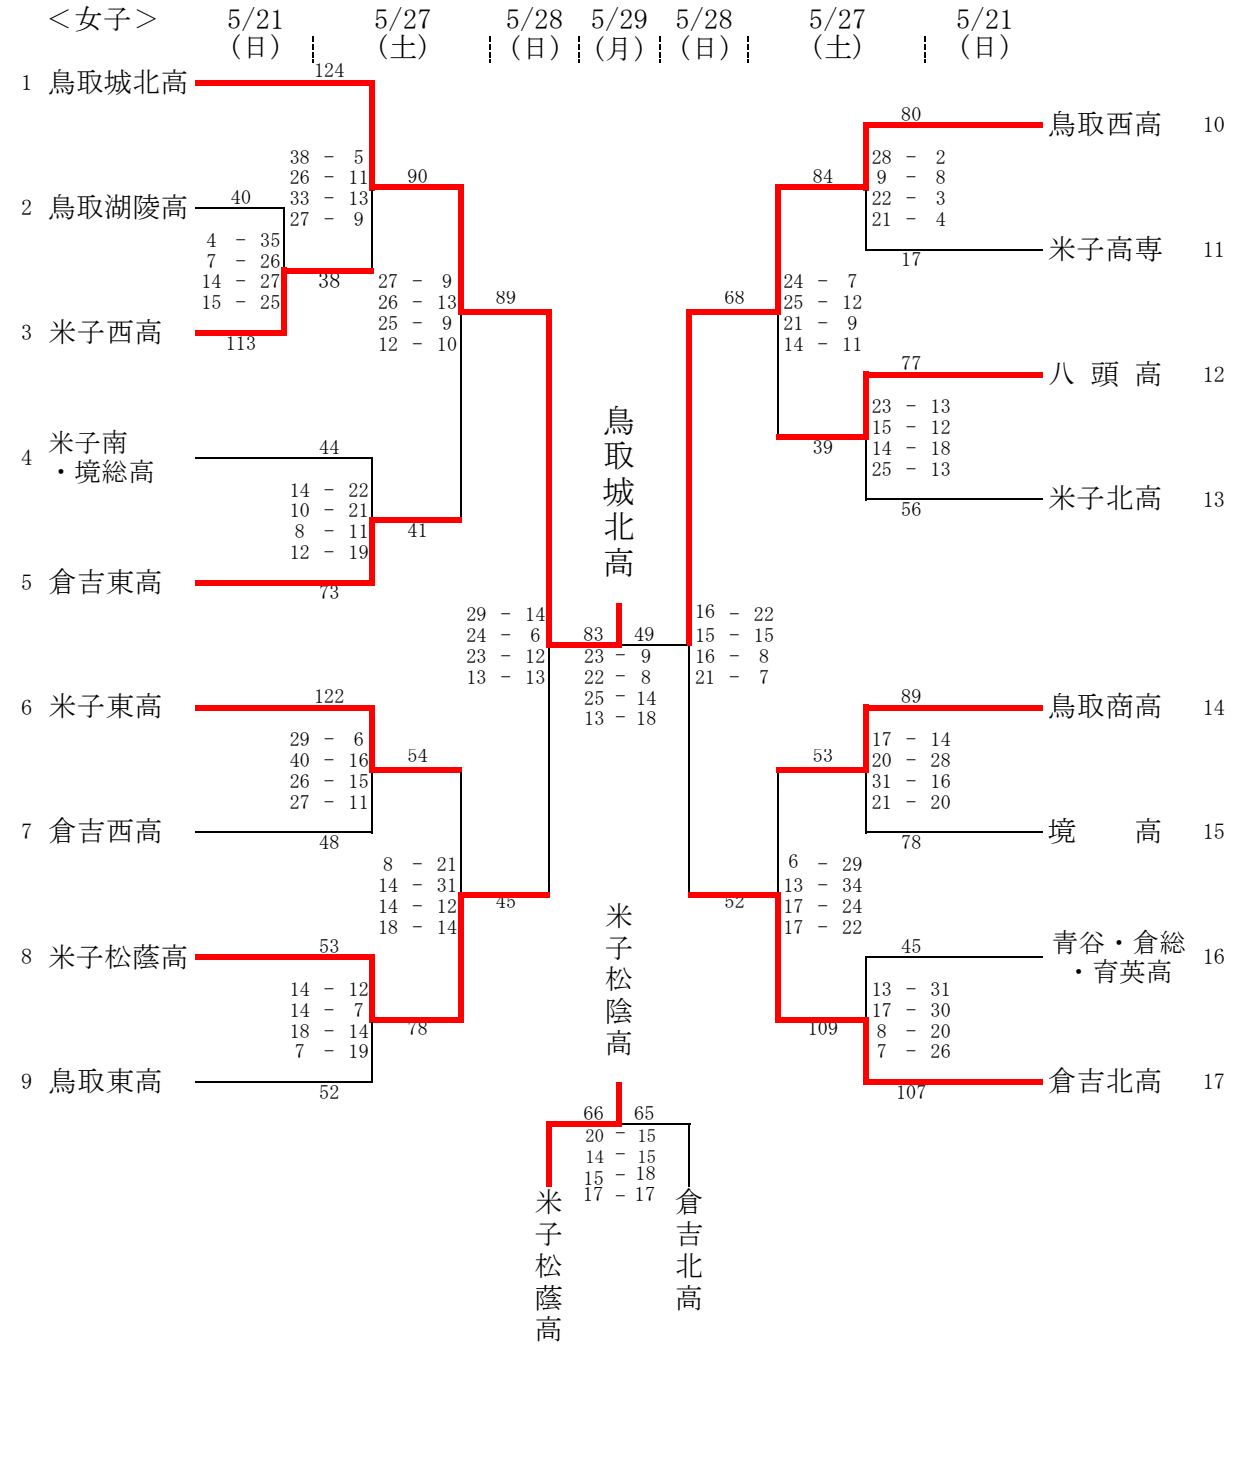 ＜女子＞ 5/21 5/27 5/28 5/29 5/28 5/27 5/21
(日) (土) (日) (月) (日) (土) (日)
1 鳥取城北高 124
38 － 5
26 － 11
33 － 13
27 － 9
2 鳥取湖陵高 40
4 － 35
7 － 26
14 － 27
15 － 25
3 米子西高 113
38
90
27 － 9
26 － 13
25 － 9
12 － 10
4 米子南
・境総高 44
14 － 22
10 － 21
8 － 11
12 － 19
5 倉吉東高 73
41
89
29 － 14
24 － 6
23 － 12
13 － 13
6 米子東高 122
29 － 6
40 － 16
26 － 15
27 － 11
7 倉吉西高 48
54
8 － 21
14 － 31
14 － 12
18 － 14
8 米子松蔭高 53
14 － 12
14 － 7
18 － 14
7 － 19
9 鳥取東高 52
78
45
鳥取城北高
83 49
23 － 9
22 － 8
25 － 14
13 － 18
80 鳥取西高 10
28 － 2
9 － 8
22 － 3
21 － 4
17 米子高専 11
84
24 － 7
25 － 12
21 － 9
14 － 11
77 八頭高 12
23 － 13
15 － 12
14 － 18
25 － 13
56 米子北高 13
39
68
16 － 22
15 － 15
16 － 8
21 － 7
89 鳥取商高 14
17 － 14
20 － 28
31 － 16
21 － 20
78 境　高 15
53
6 － 29
13 － 34
17 － 24
17 － 22
45 青谷・倉総
・育英高 16
13 － 31
17 － 30
8 － 20
7 － 26
107 倉吉北高 17
109
52
米子松陰高
66 65
20 － 15
14 － 15
15 － 18
17 － 17
米子松蔭高
倉吉北高